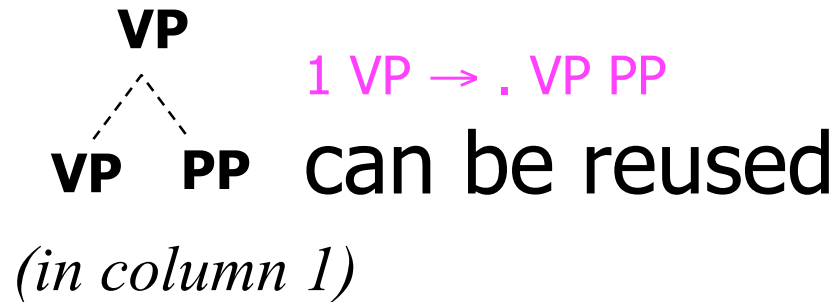 VP
1 VP → . VP PP
VP PP can be reused
(in column 1)